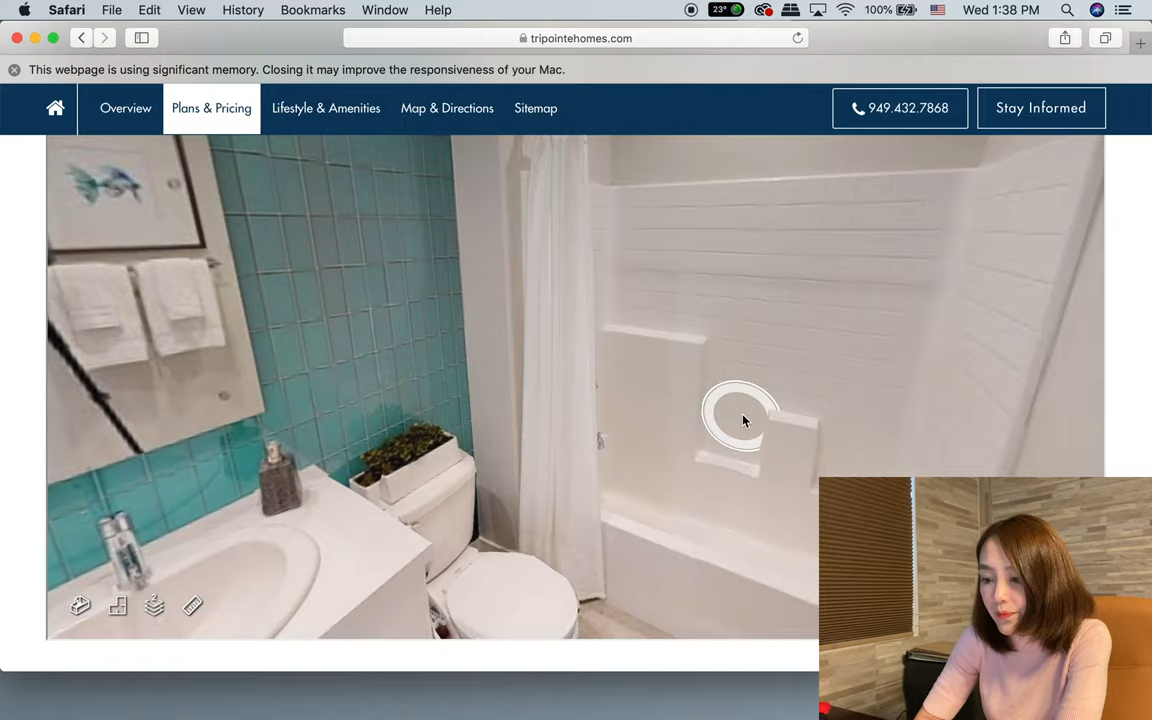 Safari File Edit View History Bookmarks Window Help 23° 100% Wed 1:38 PM
tripointehomes.com
This webpage is using significant memory. Closing it may improve the responsiveness of your Mac.
Overview Plans & Pricing Lifestyle & Amenities Map & Directions Sitemap 949.432.7868 Stay Informed
2